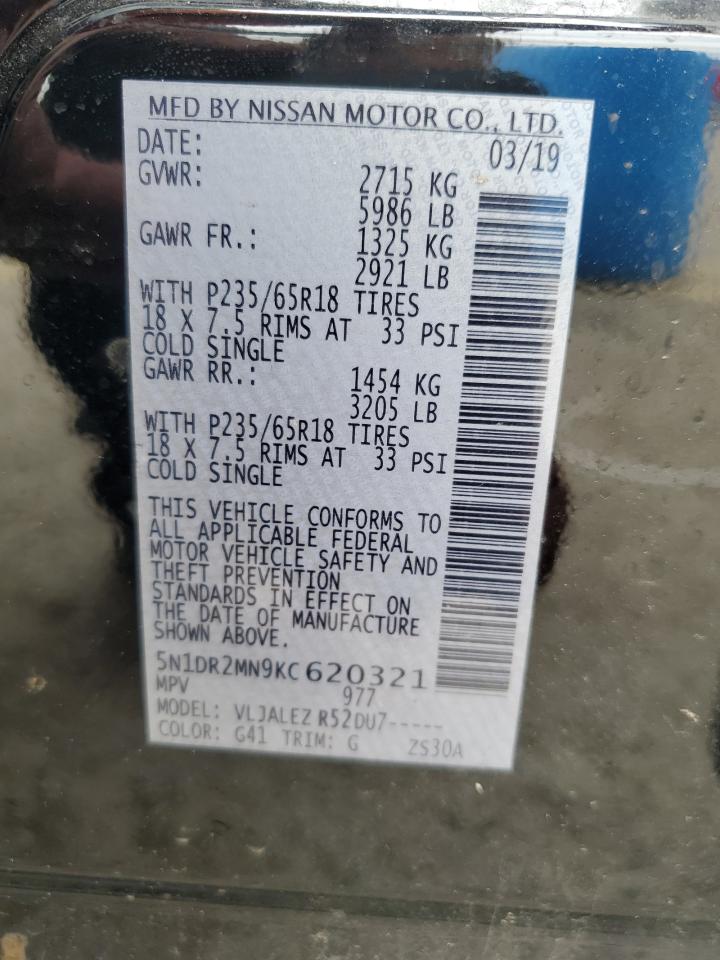 MFD BY NISSAN MOTOR CO., LTD.
DATE: 03/19
GVWR: 2715 KG
5986 LB
GAWR FR.: 1325 KG
2921 LB
WITH P235/65R18 TIRES
18 X 7.5 RIMS AT 33 PSI
COLD SINGLE
GAWR RR.: 1454 KG
3205 LB
WITH P235/65R18 TIRES
18 X 7.5 RIMS AT 33 PSI
COLD SINGLE
THIS VEHICLE CONFORMS TO
ALL APPLICABLE FEDERAL
MOTOR VEHICLE SAFETY AND
THEFT PREVENTION
STANDARDS IN EFFECT ON
THE DATE OF MANUFACTURE
SHOWN ABOVE.
5N1DR2MN9KC620321
MPV 977
MODEL: VLJALEZ R52DU7-----
COLOR: G41 TRIM: G ZS30A